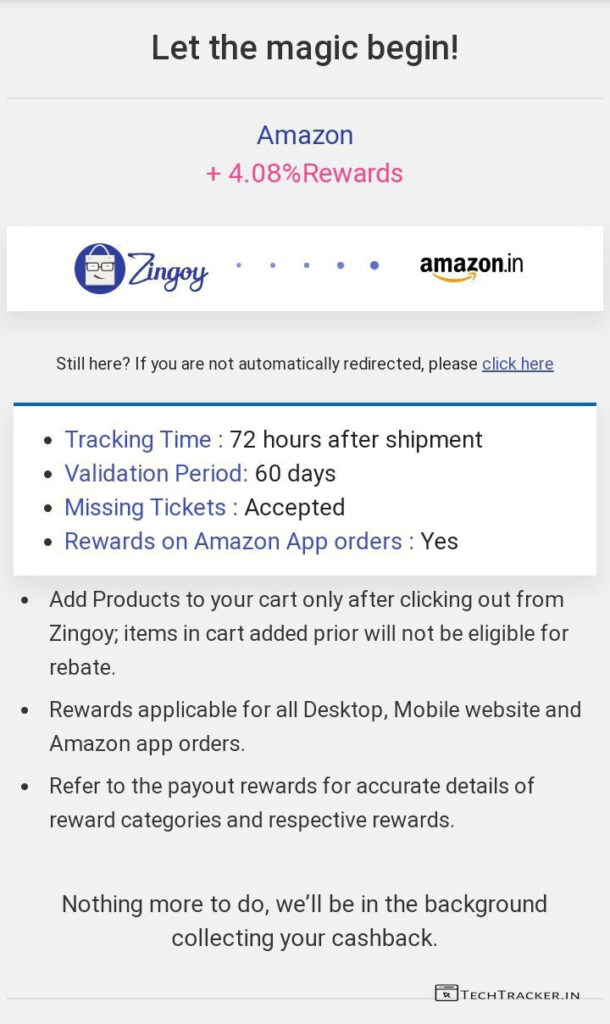 Let the magic begin!
Amazon
+ 4.08%Rewards
Zingoy
amazon.in
Still here? If you are not automatically redirected, please click here
Tracking Time : 72 hours after shipment
Validation Period: 60 days
Missing Tickets : Accepted
Rewards on Amazon App orders : Yes
Add Products to your cart only after clicking out from
Zingoy; items in cart added prior will not be eligible for
rebate.
Rewards applicable for all Desktop, Mobile website and
Amazon app orders.
Refer to the payout rewards for accurate details of
reward categories and respective rewards.
Nothing more to do, we’ll be in the background
collecting your cashback.
TECHTRACKER.IN